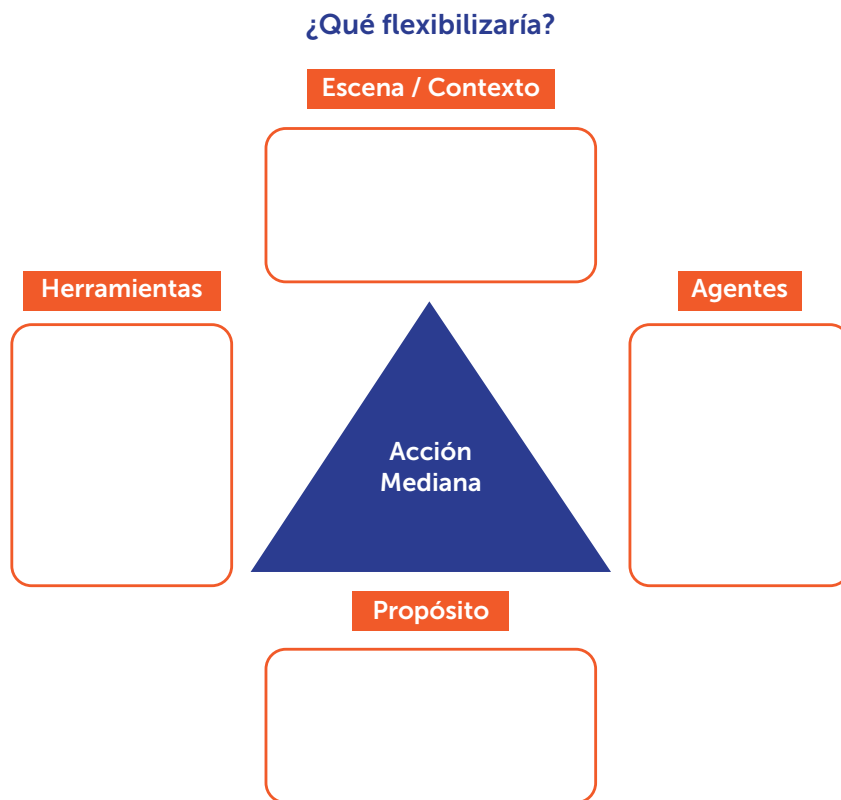 ¿Qué flexibilizaría?
Escena / Contexto
Herramientas
Agentes
Acción
Mediana
Propósito